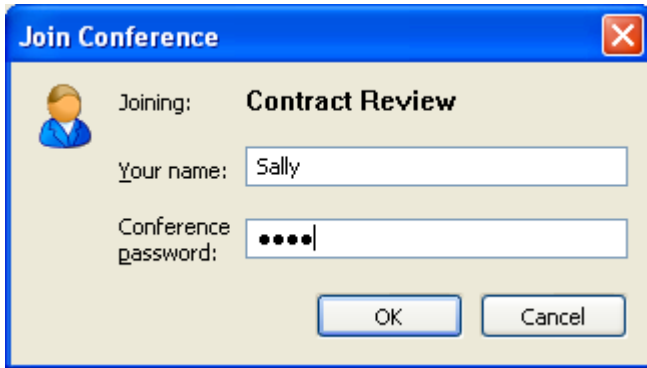 Join Conference
Joining: Contract Review
Your name: Sally
Conference
password: ●●●●
OK Cancel